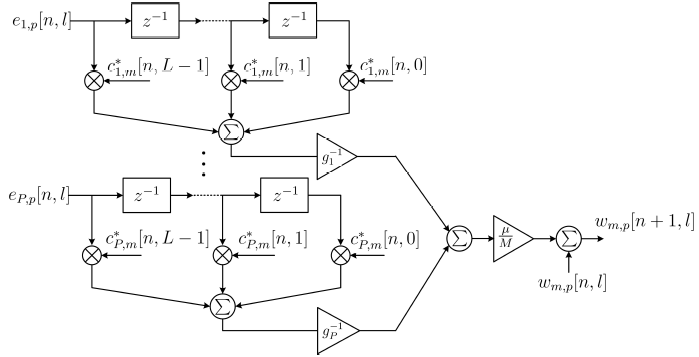 e_{1,p}[n, l]
z^{-1}
z^{-1}
c^*_{1,m}[n, L−1]
c^*_{1,m}[n, 1]
c^*_{1,m}[n, 0]
Σ
g_1^{-1}
e_{P,p}[n, l]
z^{-1}
z^{-1}
c^*_{P,m}[n, L−1]
c^*_{P,m}[n, 1]
c^*_{P,m}[n, 0]
Σ
g_P^{-1}
Σ
μ/M
Σ
w_{m,p}[n+1, l]
w_{m,p}[n, l]